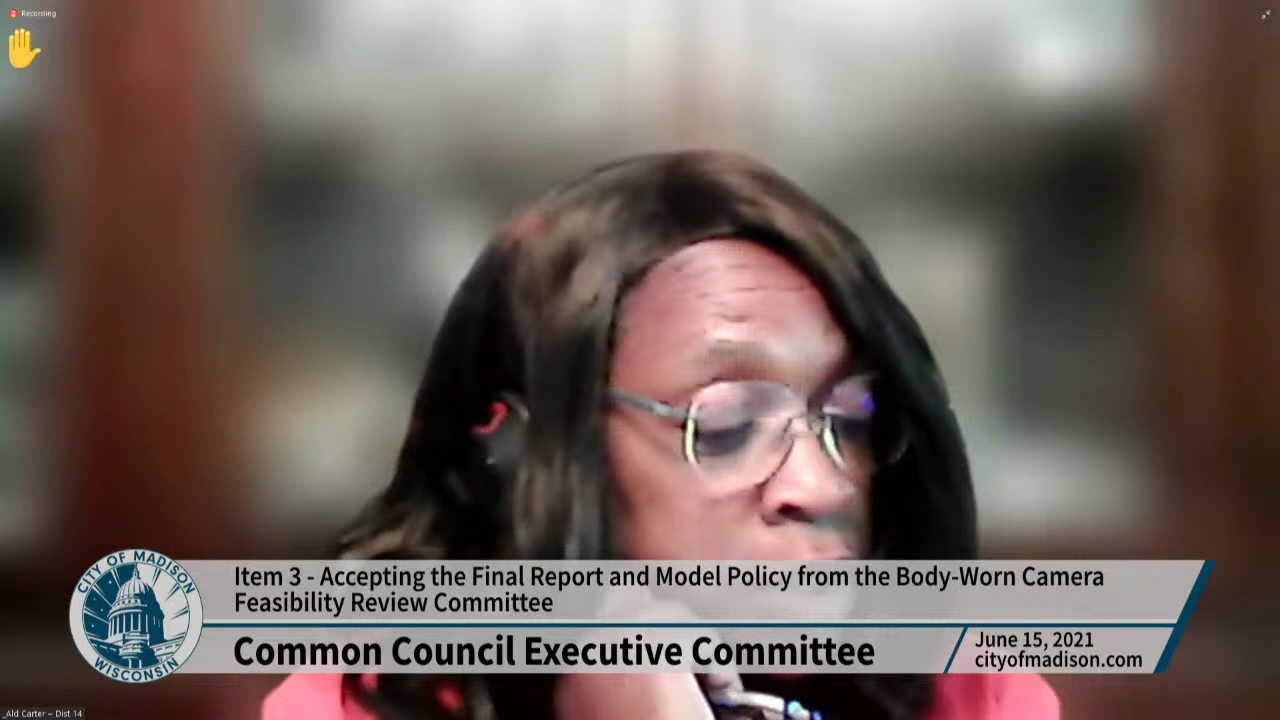 Recording
CITY OF MADISON
WISCONSIN
Item 3 - Accepting the Final Report and Model Policy from the Body-Worn Camera
Feasibility Review Committee
Common Council Executive Committee
June 15, 2021
cityofmadison.com
_Ald Carter – Dist 14